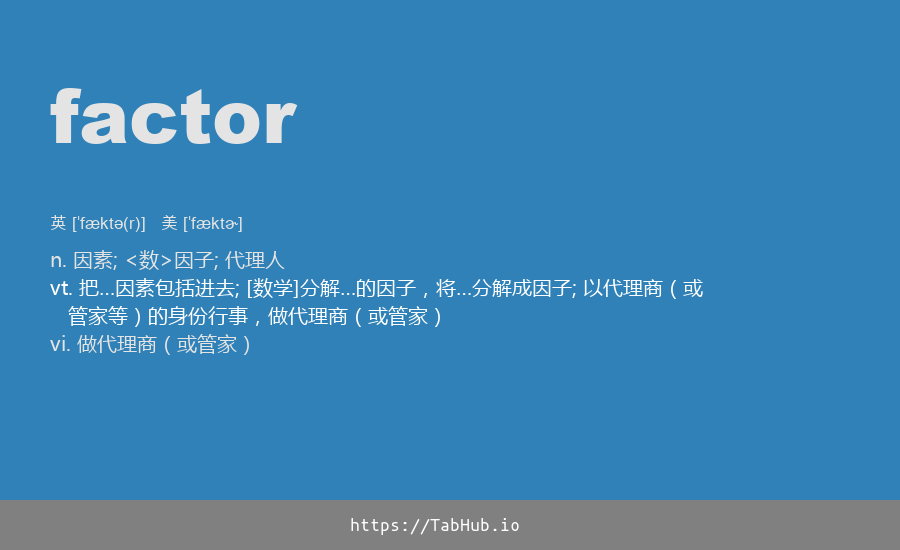 factor
英 [ˈfæktə(r)] 美 [ˈfæktɚ]
n. 因素; <数>因子; 代理人
vt. 把…因素包括进去; [数学]分解…的因子，将…分解成因子; 以代理商（或
管家等）的身份行事，做代理商（或管家）
vi. 做代理商（或管家）
https://TabHub.io